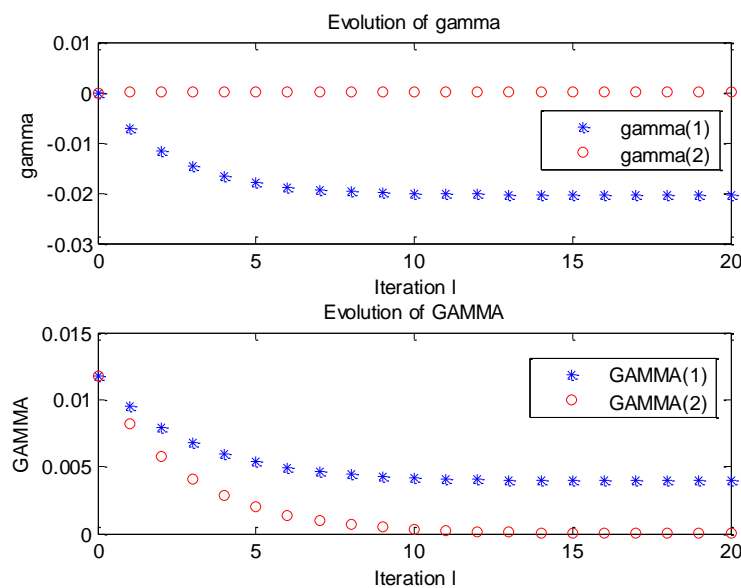 Evolution of gamma
0.01
0
-0.01
-0.02
-0.03
gamma
gamma(1)
gamma(2)
0 5 10 15 20
Iteration l
Evolution of GAMMA
0.015
0.01
0.005
0
GAMMA
GAMMA(1)
GAMMA(2)
0 5 10 15 20
Iteration l